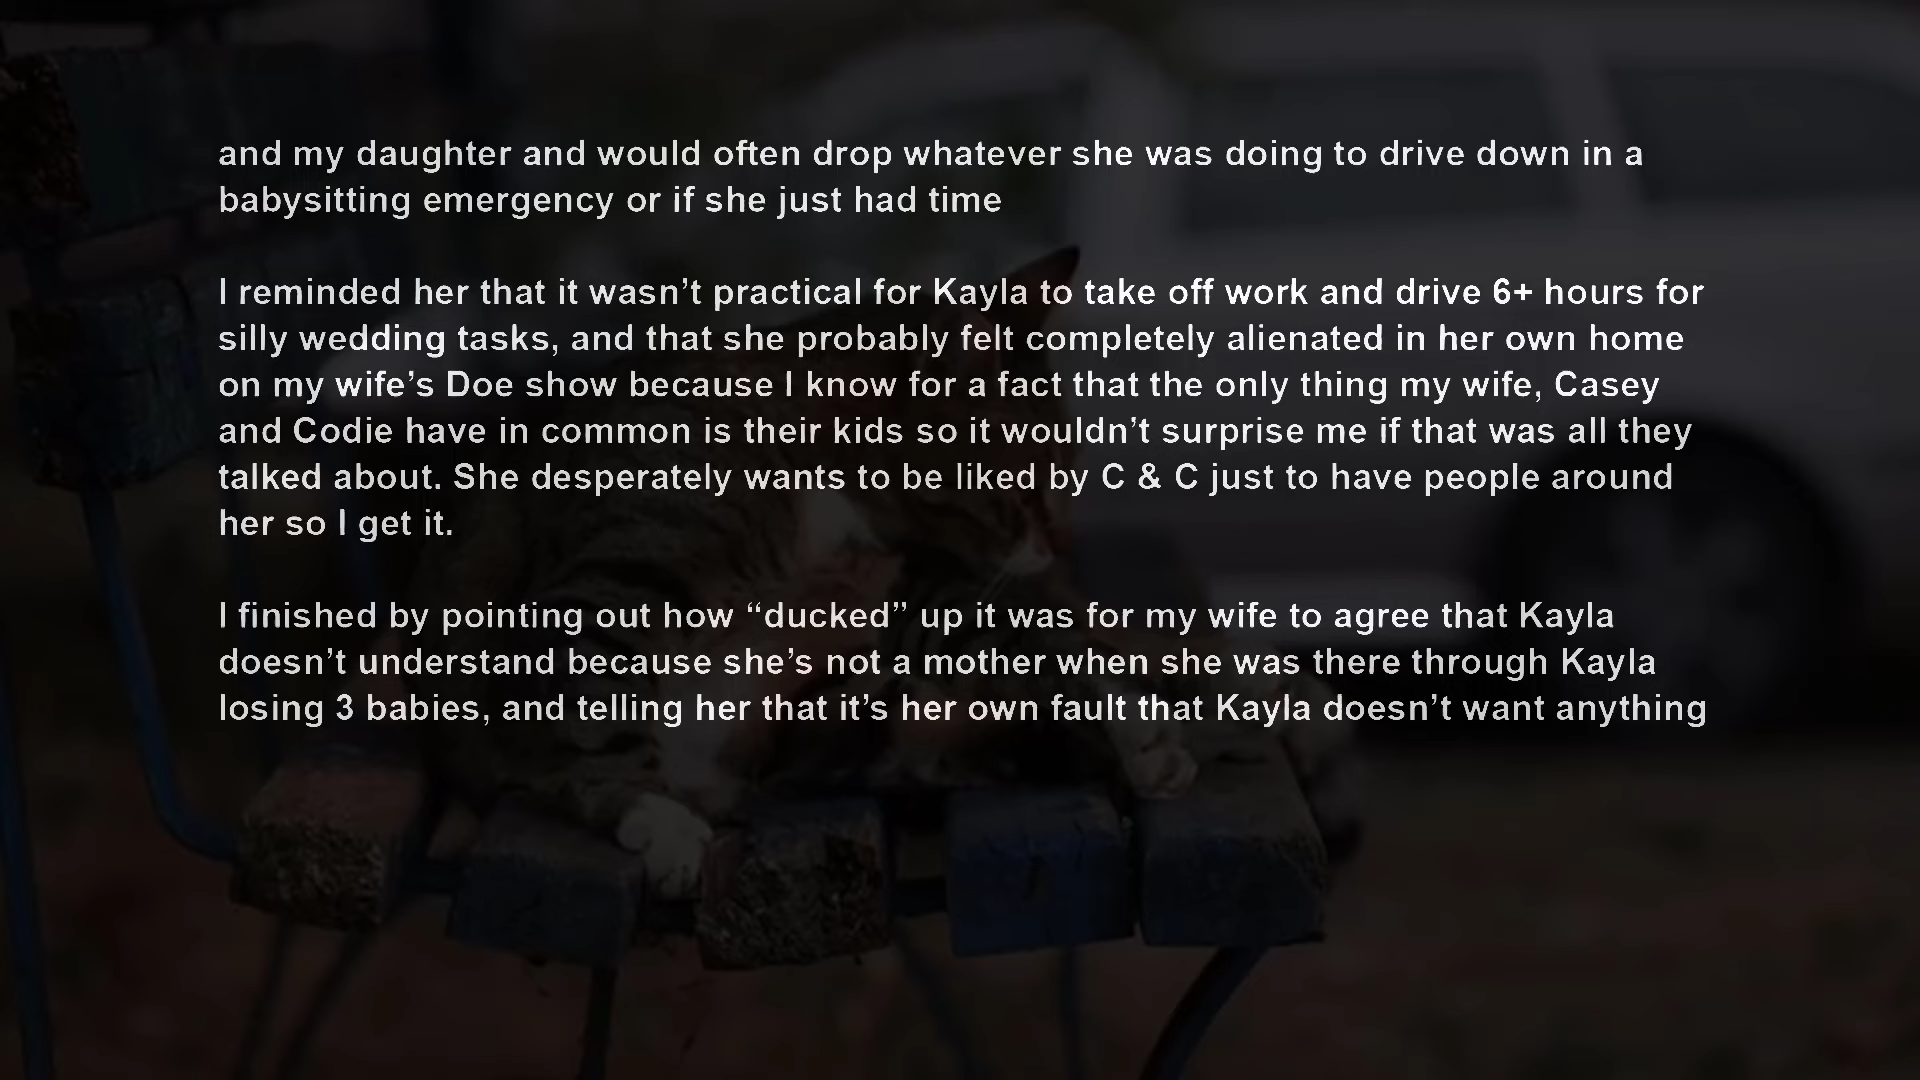 and my daughter and would often drop whatever she was doing to drive down in a
babysitting emergency or if she just had time
I reminded her that it wasn’t practical for Kayla to take off work and drive 6+ hours for
silly wedding tasks, and that she probably felt completely alienated in her own home
on my wife’s Doe show because I know for a fact that the only thing my wife, Casey
and Codie have in common is their kids so it wouldn’t surprise me if that was all they
talked about. She desperately wants to be liked by C & C just to have people around
her so I get it.
I finished by pointing out how “ducked” up it was for my wife to agree that Kayla
doesn’t understand because she’s not a mother when she was there through Kayla
losing 3 babies, and telling her that it’s her own fault that Kayla doesn’t want anything